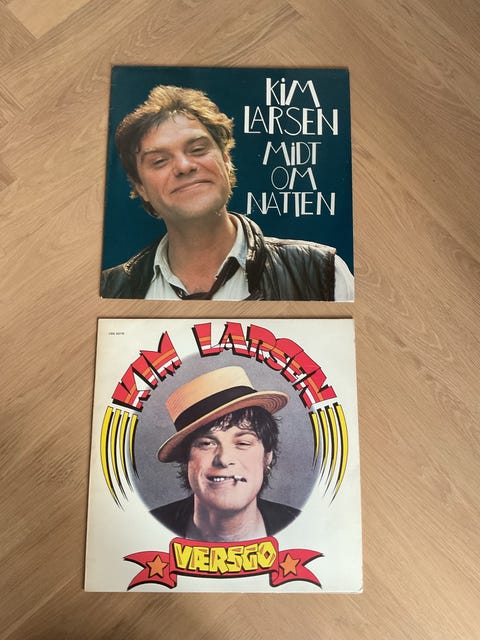 KiM
LARSEN
MiDT
OM
NATTEN
KIM LARSEN
VÆRSGO